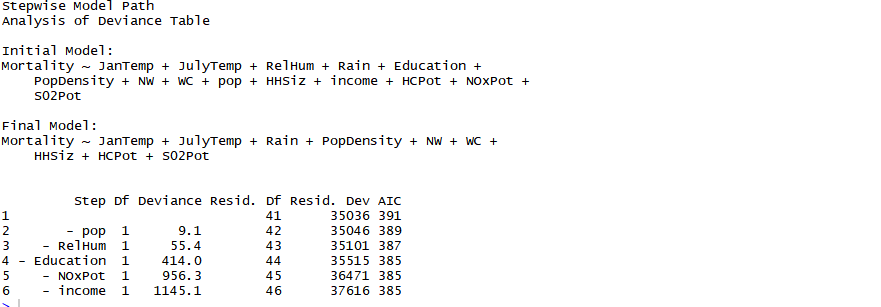 Stepwise Model Path
Analysis of Deviance Table

Initial Model:
Mortality ~ JanTemp + JulyTemp + RelHum + Rain + Education +
    PopDensity + NW + WC + pop + HHSiz + income + HCPot + NOxPot +
    SO2Pot

Final Model:
Mortality ~ JanTemp + JulyTemp + Rain + PopDensity + NW + WC +
    HHSiz + HCPot + SO2Pot


         Step Df Deviance Resid. Df Resid. Dev AIC
1                                41      35036 391
2       - pop  1      9.1        42      35046 389
3    - RelHum  1     55.4        43      35101 387
4 - Education  1    414.0        44      35515 385
5    - NOxPot  1    956.3        45      36471 385
6    - income  1   1145.1        46      37616 385
>